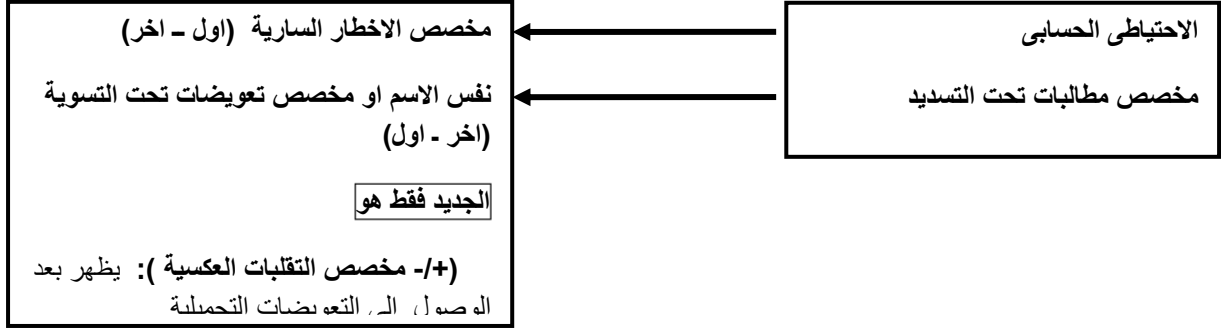 الاحتياطى الحسابى
مخصص مطالبات تحت التسديد
مخصص الاخطار السارية (اول – اخر)
نفس الاسم او مخصص تعويضات تحت التسوية
(اخر - اول)
الجديد فقط هو
(+/- مخصص التقلبات العكسية ): يظهر بعد
الوصول الى التعويضات التحميلية